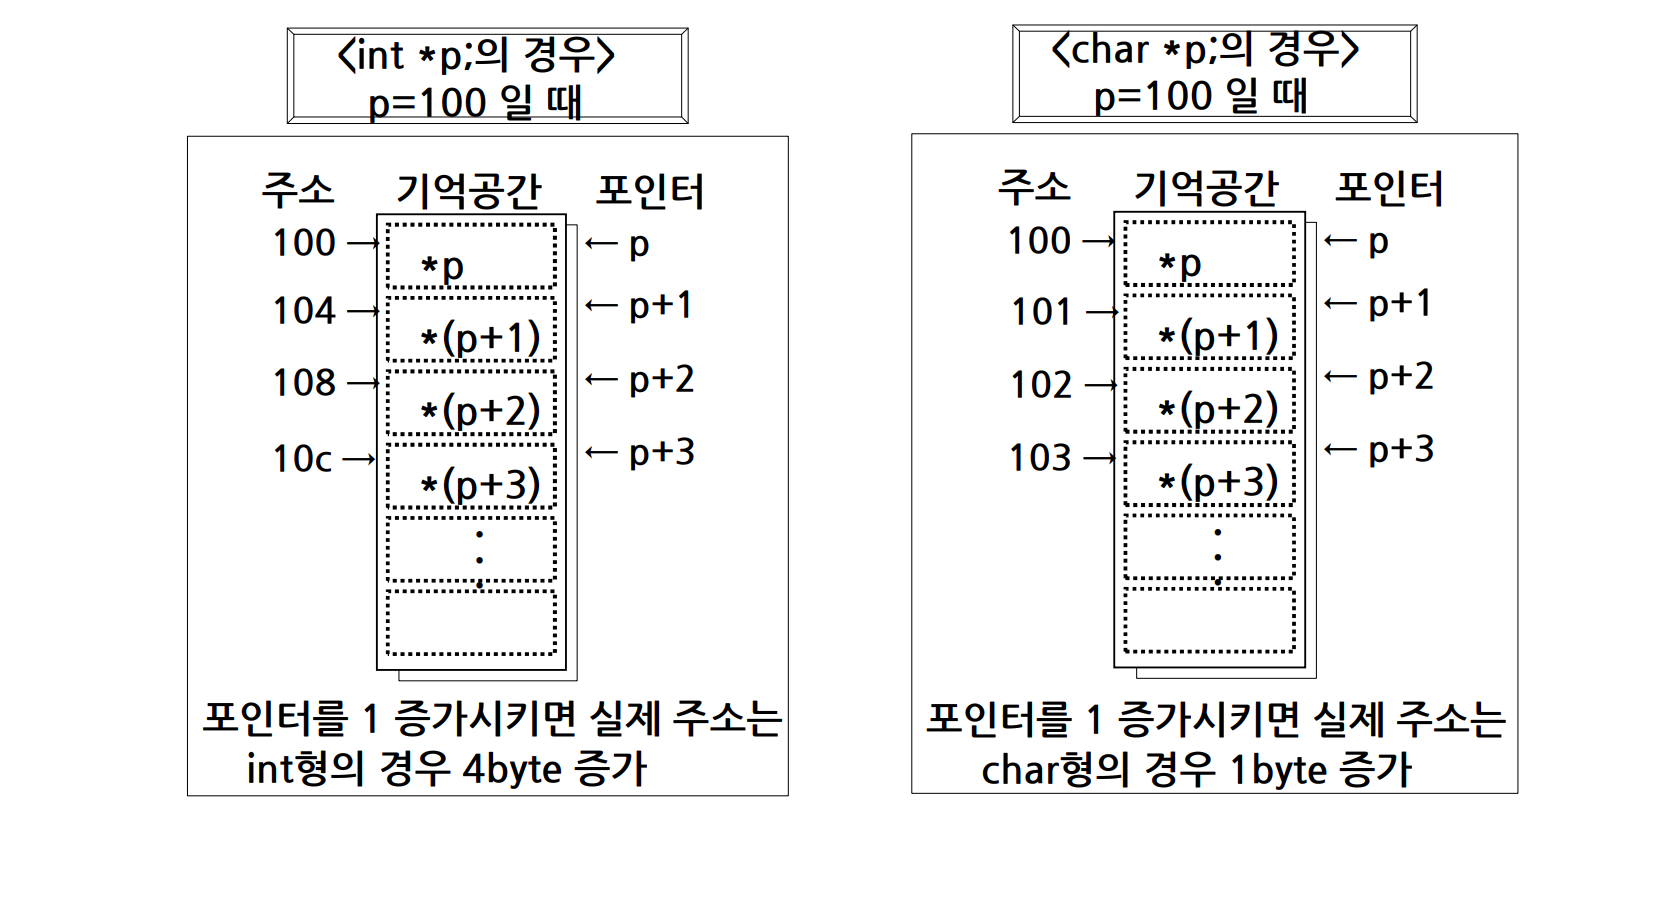 <int *p;의 경우>
p=100 일 때
주소 기억공간 포인터
100 → *p ← p
104 → *(p+1) ← p+1
108 → *(p+2) ← p+2
10c → *(p+3) ← p+3
포인터를 1 증가시키면 실제 주소는
int형의 경우 4byte 증가
<char *p;의 경우>
p=100 일 때
주소 기억공간 포인터
100 → *p ← p
101 → *(p+1) ← p+1
102 → *(p+2) ← p+2
103 → *(p+3) ← p+3
포인터를 1 증가시키면 실제 주소는
char형의 경우 1byte 증가